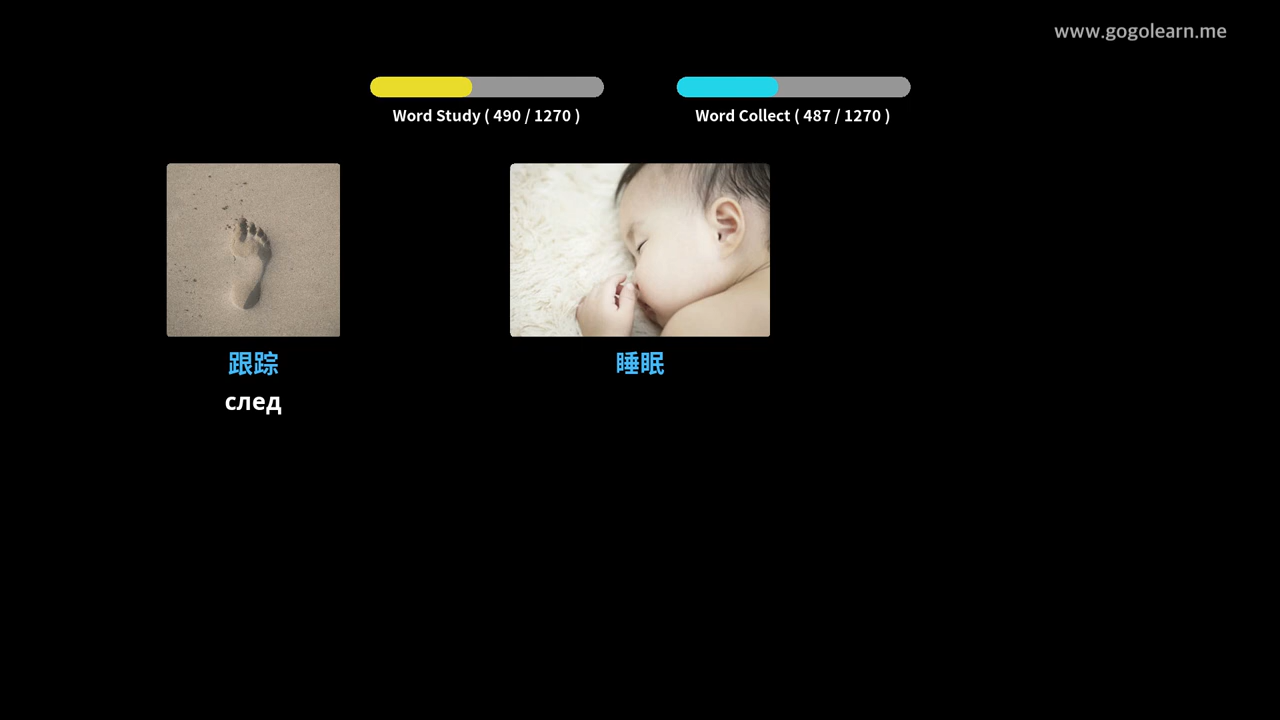 www.gogolearn.me
Word Study ( 490 / 1270 )
Word Collect ( 487 / 1270 )
跟踪
след
睡眠